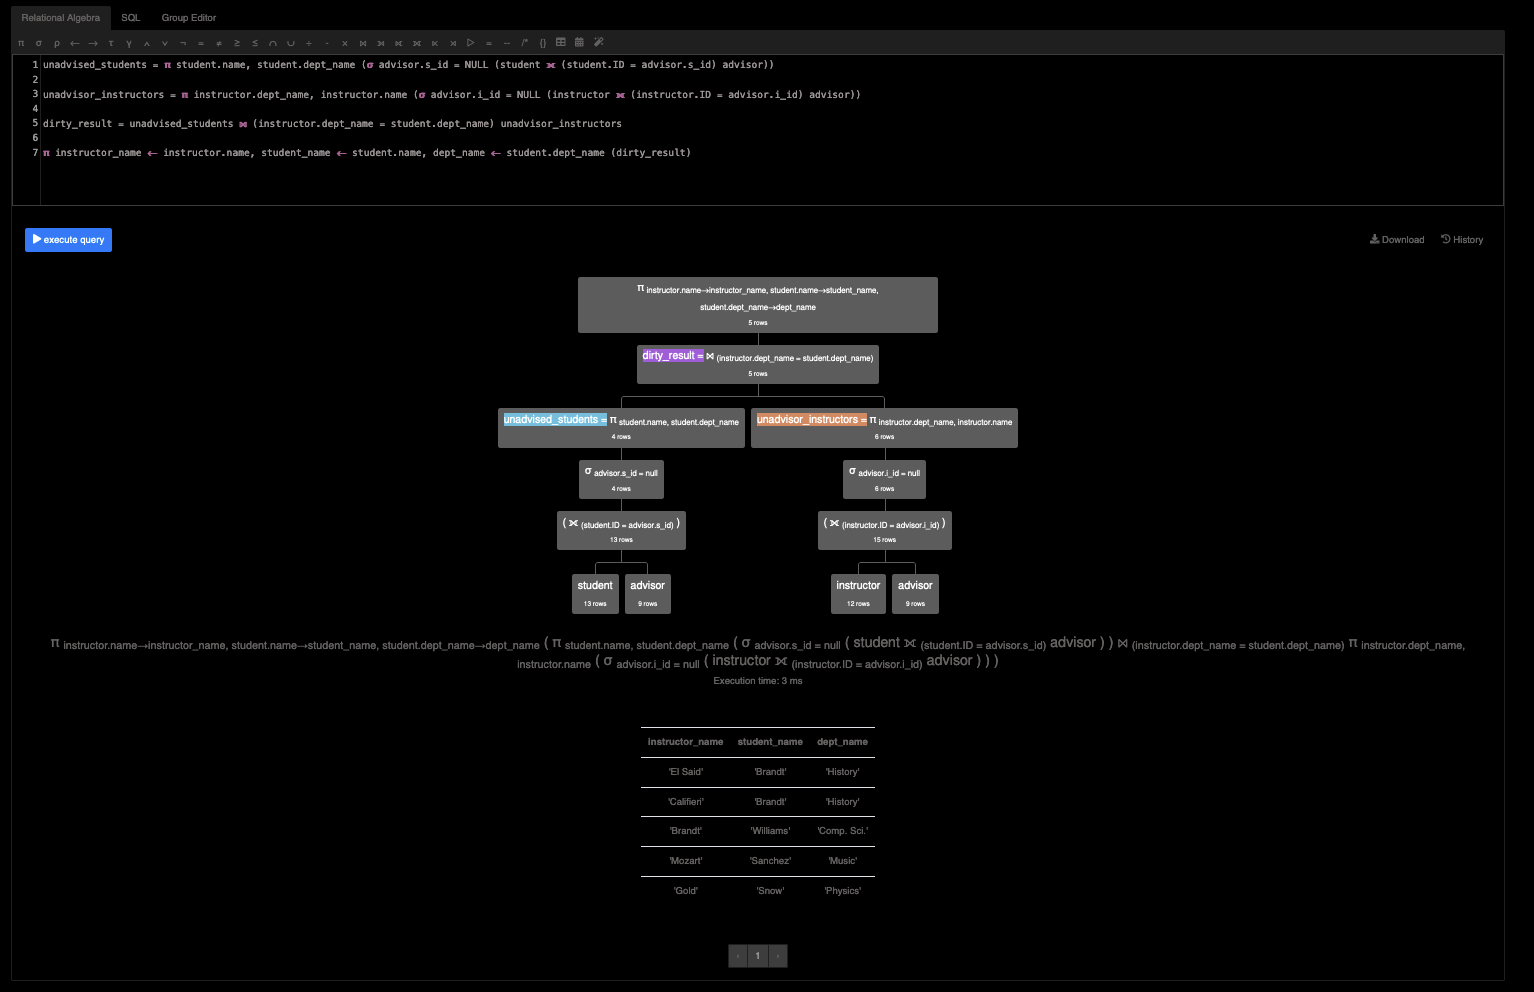 Relational Algebra SQL Group Editor
π σ ρ ← → τ γ ∧ ∨ ¬ = ≠ ≥ ≤ ∩ ∪ ÷ - × ⋈ ⟕ ⟖ ⟗ ⋉ ⋊ ▷ = -- /* {}
1 unadvised_students = π student.name, student.dept_name (σ advisor.s_id = NULL (student ⟕ (student.ID = advisor.s_id) advisor))
2
3 unadvisor_instructors = π instructor.dept_name, instructor.name (σ advisor.i_id = NULL (instructor ⟕ (instructor.ID = advisor.i_id) advisor))
4
5 dirty_result = unadvised_students ⋈ (instructor.dept_name = student.dept_name) unadvisor_instructors
6
7 π instructor_name ← instructor.name, student_name ← student.name, dept_name ← student.dept_name (dirty_result)
execute query
Download History
π instructor.name→instructor_name, student.name→student_name,
student.dept_name→dept_name
5 rows
dirty_result = ⋈ (instructor.dept_name = student.dept_name)
5 rows
unadvised_students = π student.name, student.dept_name
4 rows
unadvisor_instructors = π instructor.dept_name, instructor.name
6 rows
σ advisor.s_id = null
4 rows
σ advisor.i_id = null
6 rows
( ⟕ (student.ID = advisor.s_id) )
13 rows
( ⟕ (instructor.ID = advisor.i_id) )
15 rows
student
13 rows
advisor
9 rows
instructor
12 rows
advisor
9 rows
π instructor.name→instructor_name, student.name→student_name, student.dept_name→dept_name ( π student.name, student.dept_name ( σ advisor.s_id = null ( student ⟕ (student.ID = advisor.s_id) advisor ) ) ⋈ (instructor.dept_name = student.dept_name) π instructor.dept_name,
instructor.name ( σ advisor.i_id = null ( instructor ⟕ (instructor.ID = advisor.i_id) advisor ) ) )
Execution time: 3 ms
instructor_name student_name dept_name
'El Said' 'Brandt' 'History'
'Califieri' 'Brandt' 'History'
'Brandt' 'Williams' 'Comp. Sci.'
'Mozart' 'Sanchez' 'Music'
'Gold' 'Snow' 'Physics'
‹ 1 ›